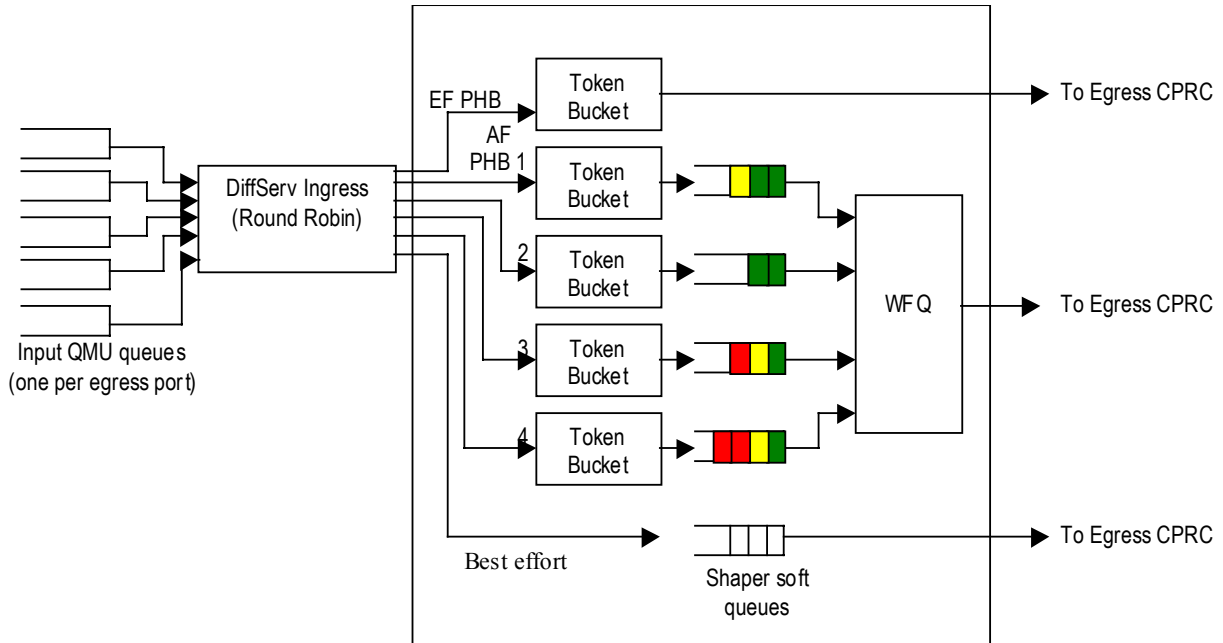 EF PHB
Token
Bucket
To Egress CPRC
AF
PHB 1
Token
Bucket
DiffServ Ingress
(Round Robin)
2
Token
Bucket
WFQ
To Egress CPRC
Input QMU queues
(one per egress port)
3
Token
Bucket
4
Token
Bucket
Best effort
Shaper soft
queues
To Egress CPRC